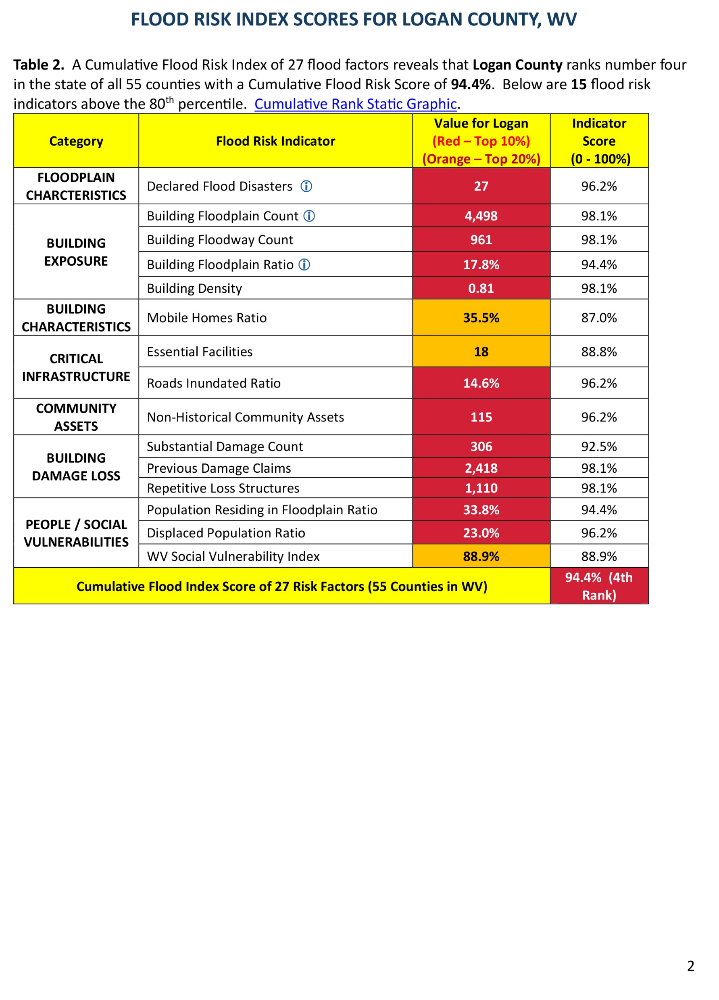 FLOOD RISK INDEX SCORES FOR LOGAN COUNTY, WV
Table 2. A Cumulative Flood Risk Index of 27 flood factors reveals that Logan County ranks number four
in the state of all 55 counties with a Cumulative Flood Risk Score of 94.4%. Below are 15 flood risk
indicators above the 80th percentile. Cumulative Rank Static Graphic.
Category
Flood Risk Indicator
Value for Logan
(Red – Top 10%)
(Orange – Top 20%)
Indicator
Score
(0 - 100%)
FLOODPLAIN
CHARCTERISTICS
Declared Flood Disasters ⓘ
27
96.2%
BUILDING
EXPOSURE
Building Floodplain Count ⓘ
4,498
98.1%
Building Floodway Count
961
98.1%
Building Floodplain Ratio ⓘ
17.8%
94.4%
Building Density
0.81
98.1%
BUILDING
CHARACTERISTICS
Mobile Homes Ratio
35.5%
87.0%
CRITICAL
INFRASTRUCTURE
Essential Facilities
18
88.8%
Roads Inundated Ratio
14.6%
96.2%
COMMUNITY
ASSETS
Non-Historical Community Assets
115
96.2%
BUILDING
DAMAGE LOSS
Substantial Damage Count
306
92.5%
Previous Damage Claims
2,418
98.1%
Repetitive Loss Structures
1,110
98.1%
PEOPLE / SOCIAL
VULNERABILITIES
Population Residing in Floodplain Ratio
33.8%
94.4%
Displaced Population Ratio
23.0%
96.2%
WV Social Vulnerability Index
88.9%
88.9%
Cumulative Flood Index Score of 27 Risk Factors (55 Counties in WV)
94.4% (4th
Rank)
2